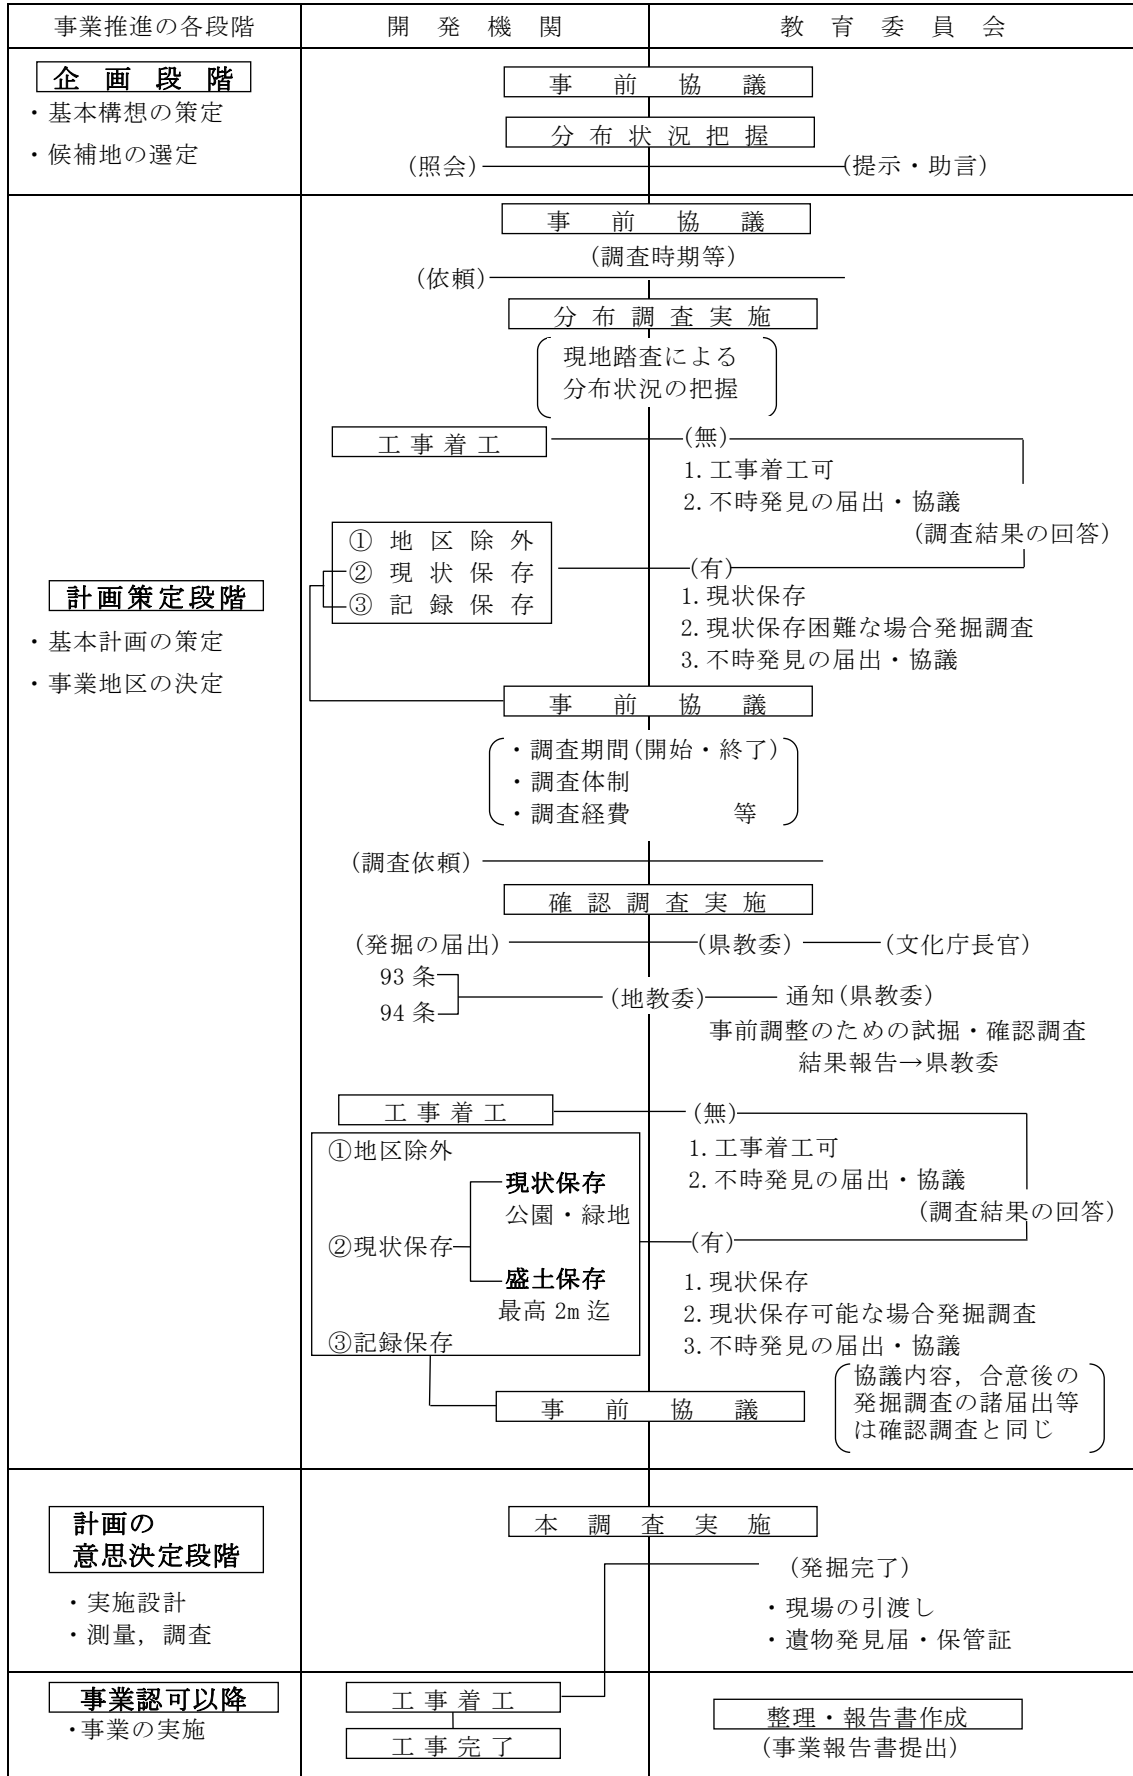 事業推進の各段階
開発機関
教育委員会
企画段階
・基本構想の策定
・候補地の選定
事前協議
分布状況把握
(照会)
(提示・助言)
計画策定段階
・基本計画の策定
・事業地区の決定
事前協議
(調査時期等)
(依頼)
分布調査実施
現地踏査による
分布状況の把握
工事着工
(無)
1.工事着工可
2.不時発見の届出・協議
(調査結果の回答)
①地区除外
②現状保存
③記録保存
(有)
1.現状保存
2.現状保存困難な場合発掘調査
3.不時発見の届出・協議
事前協議
・調査期間(開始・終了)
・調査体制
・調査経費 等
(調査依頼)
確認調査実施
(発掘の届出)
(県教委)
(文化庁長官)
93条
94条
(地教委)
通知(県教委)
事前調整のための試掘・確認調査
結果報告→県教委
工事着工
(無)
1.工事着工可
2.不時発見の届出・協議
(調査結果の回答)
①地区除外
現状保存
公園・緑地
②現状保存
盛土保存
最高2m迄
③記録保存
(有)
1.現状保存
2.現状保存可能な場合発掘調査
3.不時発見の届出・協議
協議内容，合意後の
発掘調査の諸届出等
は確認調査と同じ
事前協議
計画の
意思決定段階
・実施設計
・測量，調査
本調査実施
(発掘完了)
・現場の引渡し
・遺物発見届・保管証
事業認可以降
・事業の実施
工事着工
工事完了
整理・報告書作成
(事業報告書提出)